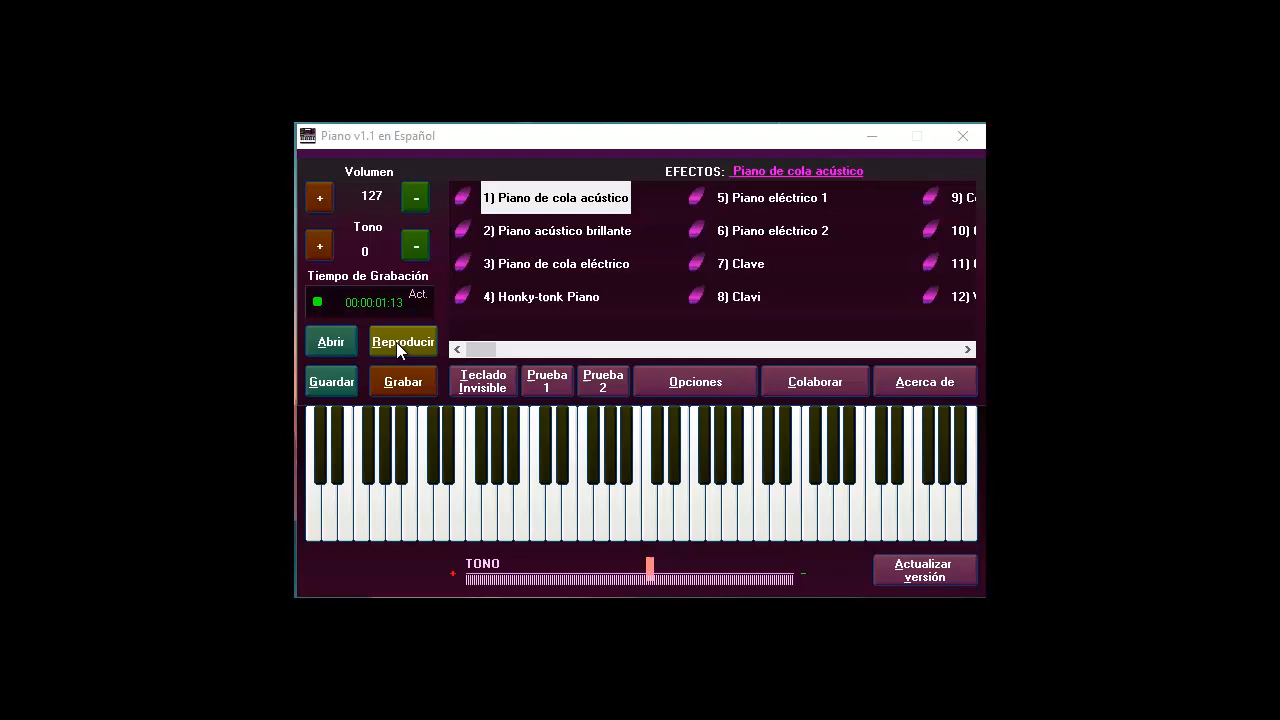 Piano v1.1 en Español
Volumen
+ 127 -
Tono
+ 0 -
Tiempo de Grabación
00:00:01:13 Act.
Abrir Reproducir
Guardar Grabar
EFECTOS: Piano de cola acústico
1) Piano de cola acústico
2) Piano acústico brillante
3) Piano de cola eléctrico
4) Honky-tonk Piano
5) Piano eléctrico 1
6) Piano eléctrico 2
7) Clave
8) Clavi
9)
10)
11)
12)
Teclado
Invisible
Prueba
1
Prueba
2
Opciones
Colaborar
Acerca de
TONO
+ -
Actualizar
versión